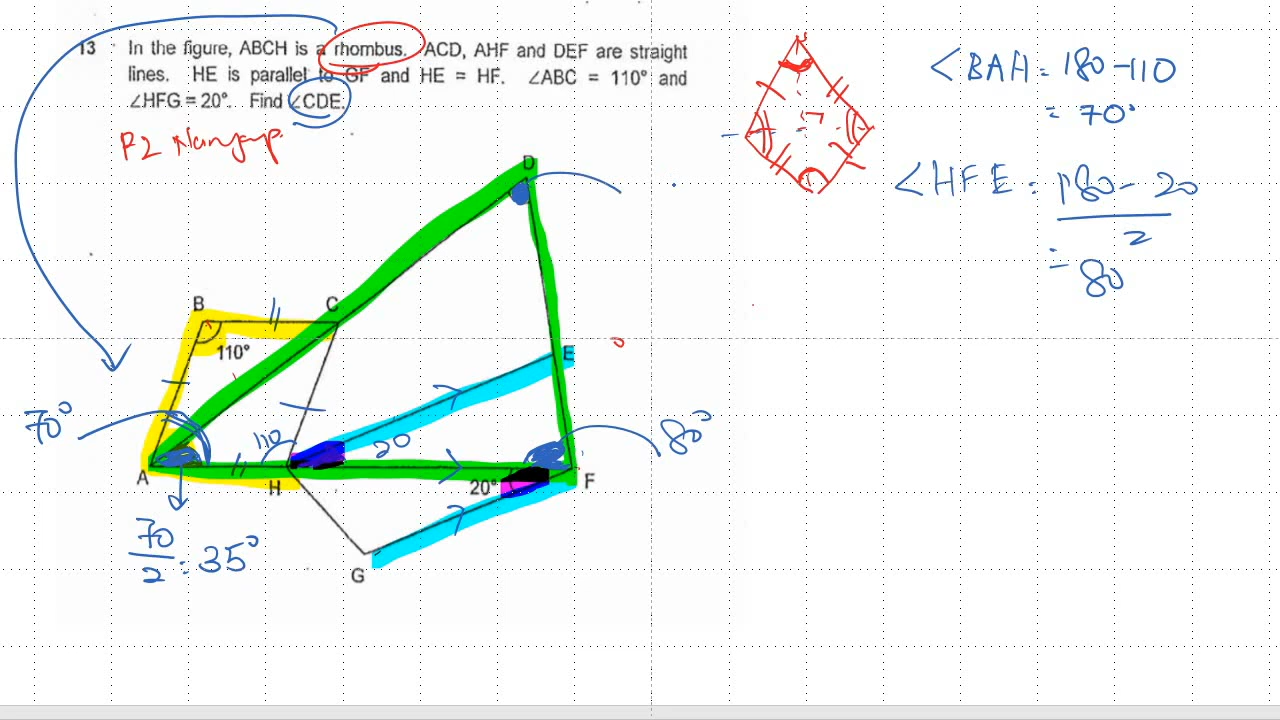 13 In the figure, ABCH is a rhombus. ACD, AHF and DEF are straight
lines. HE is parallel to GF and HE = HF. ∠ABC = 110° and
∠HFG = 20°. Find ∠CDE.
P2 Nanyang
∠BAH = 180-110
= 70°
∠HFE = 180-20
2
= 80
D
B
C
110°
E
70°
110
20
80°
A
H
20°
F
70
2
= 35°
G